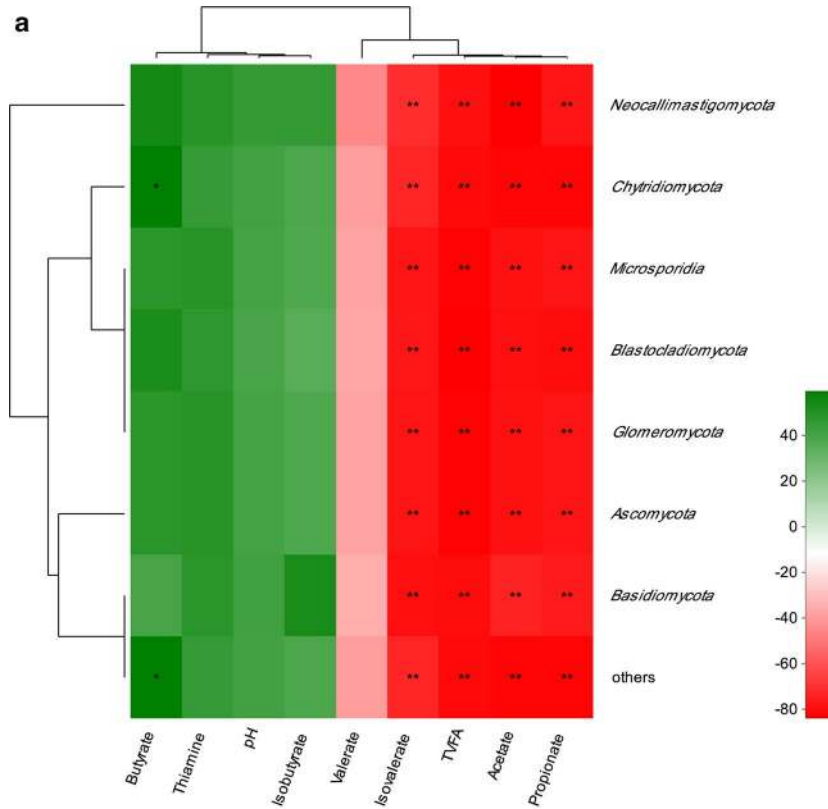 a
** ** ** ** Neocallimastigomycota
* ** ** ** ** Chytridiomycota
** ** ** ** Microsporidia
** ** ** ** Blastocladiomycota
** ** ** ** Glomeromycota
** ** ** ** Ascomycota
** ** ** ** Basidiomycota
* ** ** ** ** others
40
20
0
-20
-40
-60
-80
Butyrate
Thiamine
pH
Isobutyrate
Valerate
Isovalerate
TVFA
Acetate
Propionate